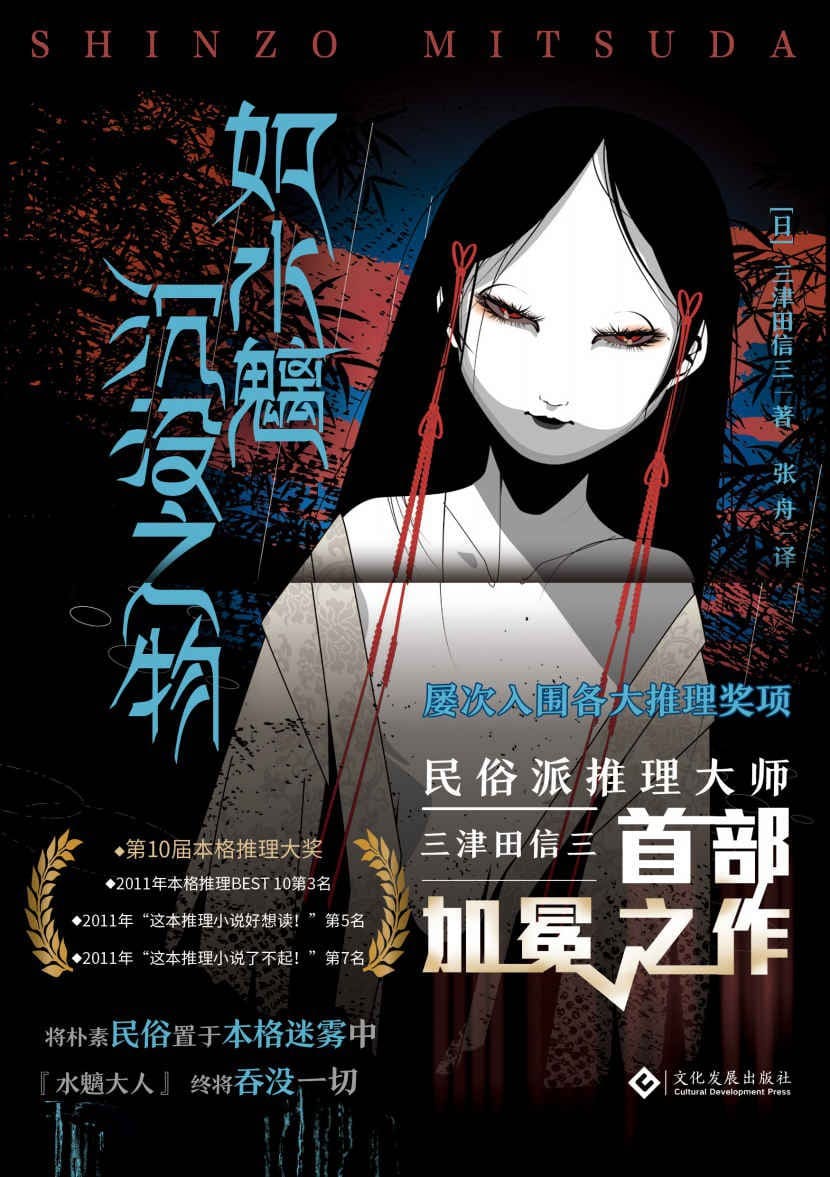 SHINZO MITSUDA
如水魑
沉没之物
[日]三津田信三 著
张舟 译
屡次入围各大推理奖项
民俗派推理大师
三津田信三
首部
加冕之作
◆第10届本格推理大奖
◆2011年本格推理BEST 10第3名
◆2011年“这本推理小说好想读！”第5名
◆2011年“这本推理小说了不起！”第7名
将朴素民俗置于本格迷雾中
『水魑大人』终将吞没一切
文化发展出版社
Cultural Development Press